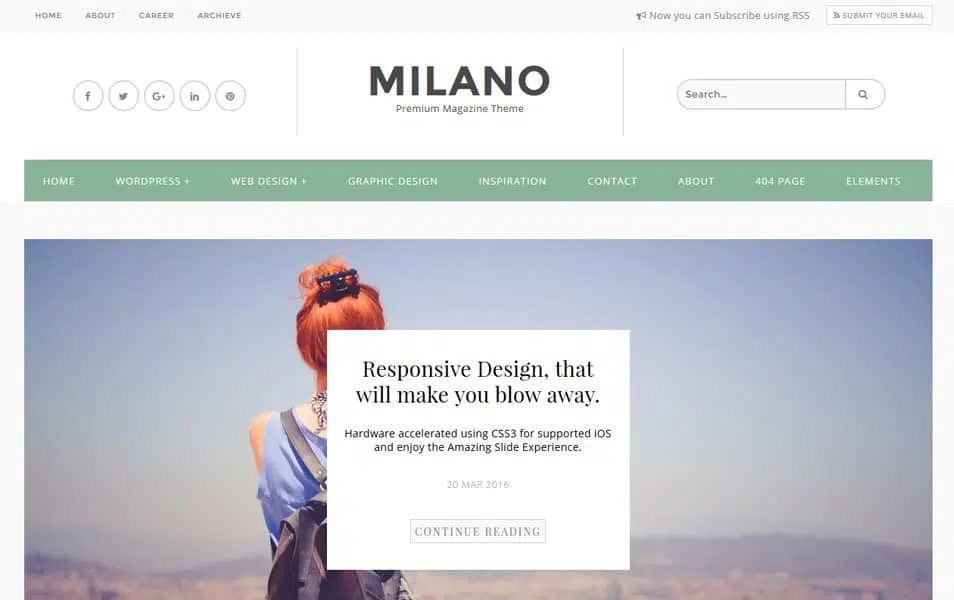 HOME ABOUT CAREER ARCHIEVE
Now you can Subscribe using RSS
SUBMIT YOUR EMAIL
MILANO
Premium Magazine Theme
Search...
HOME WORDPRESS + WEB DESIGN + GRAPHIC DESIGN INSPIRATION CONTACT ABOUT 404 PAGE ELEMENTS
Responsive Design, that
will make you blow away.
Hardware accelerated using CSS3 for supported iOS
and enjoy the Amazing Slide Experience.
20 MAR 2016
CONTINUE READING